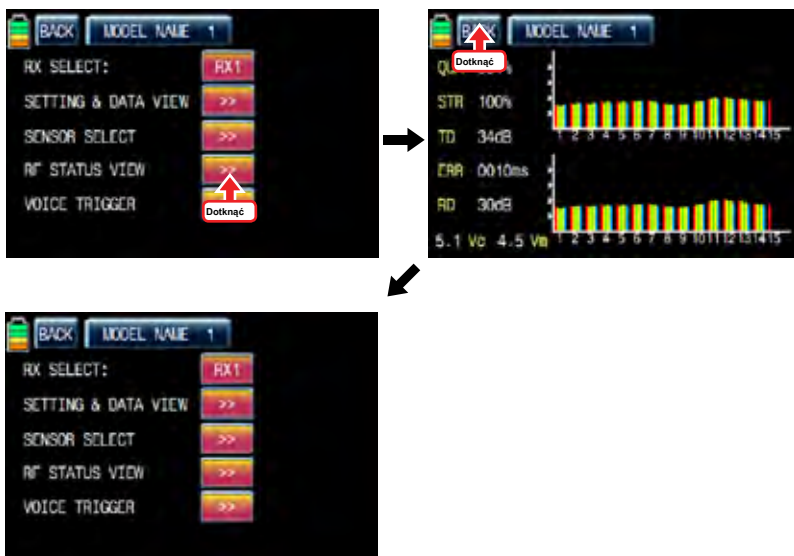 BACK MODEL NAME 1
RX SELECT: RX1
SETTING & DATA VIEW >>
SENSOR SELECT >>
RF STATUS VIEW >>
Dotknąć
VOICE TRIGGER
MODEL NAME 1
Dotknąć
STR 100%
TD 34dB
1 2 3 4 5 6 7 8 9 10 11 12 13 14 15
ERR 0010ms
RD 30dB
5.1 Vc 4.5 Vm
1 2 3 4 5 6 7 8 9 10 11 12 13 14 15
BACK MODEL NAME 1
RX SELECT: RX1
SETTING & DATA VIEW >>
SENSOR SELECT >>
RF STATUS VIEW >>
VOICE TRIGGER >>